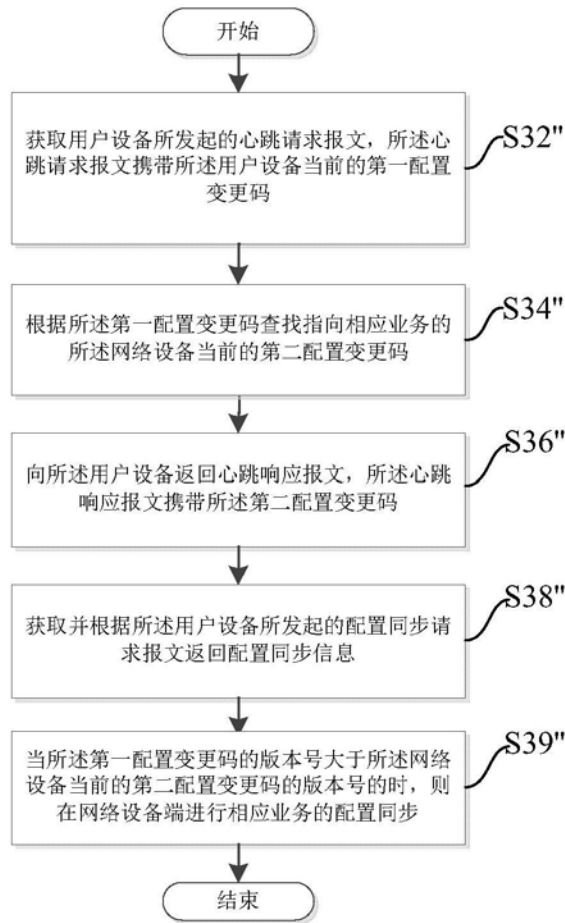 开始
获取用户设备所发起的心跳请求报文，所述心
跳请求报文携带所述用户设备当前的第一配置
变更码
S32"
根据所述第一配置变更码查找指向相应业务的
所述网络设备当前的第二配置变更码
S34"
向所述用户设备返回心跳响应报文，所述心跳
响应报文携带所述第二配置变更码
S36"
获取并根据所述用户设备所发起的配置同步请
求报文返回配置同步信息
S38"
当所述第一配置变更码的版本号大于所述网络
设备当前的第二配置变更码的版本号的时，则
在网络设备端进行相应业务的配置同步
S39"
结束